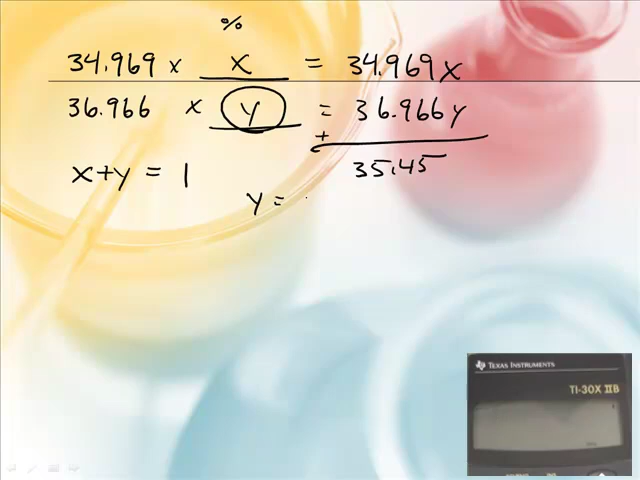 %
34.969 x x = 34.969x
36.966 x y = 36.966y
+
x+y = 1 35.45
y =
TEXAS INSTRUMENTS
TI-30X IIB